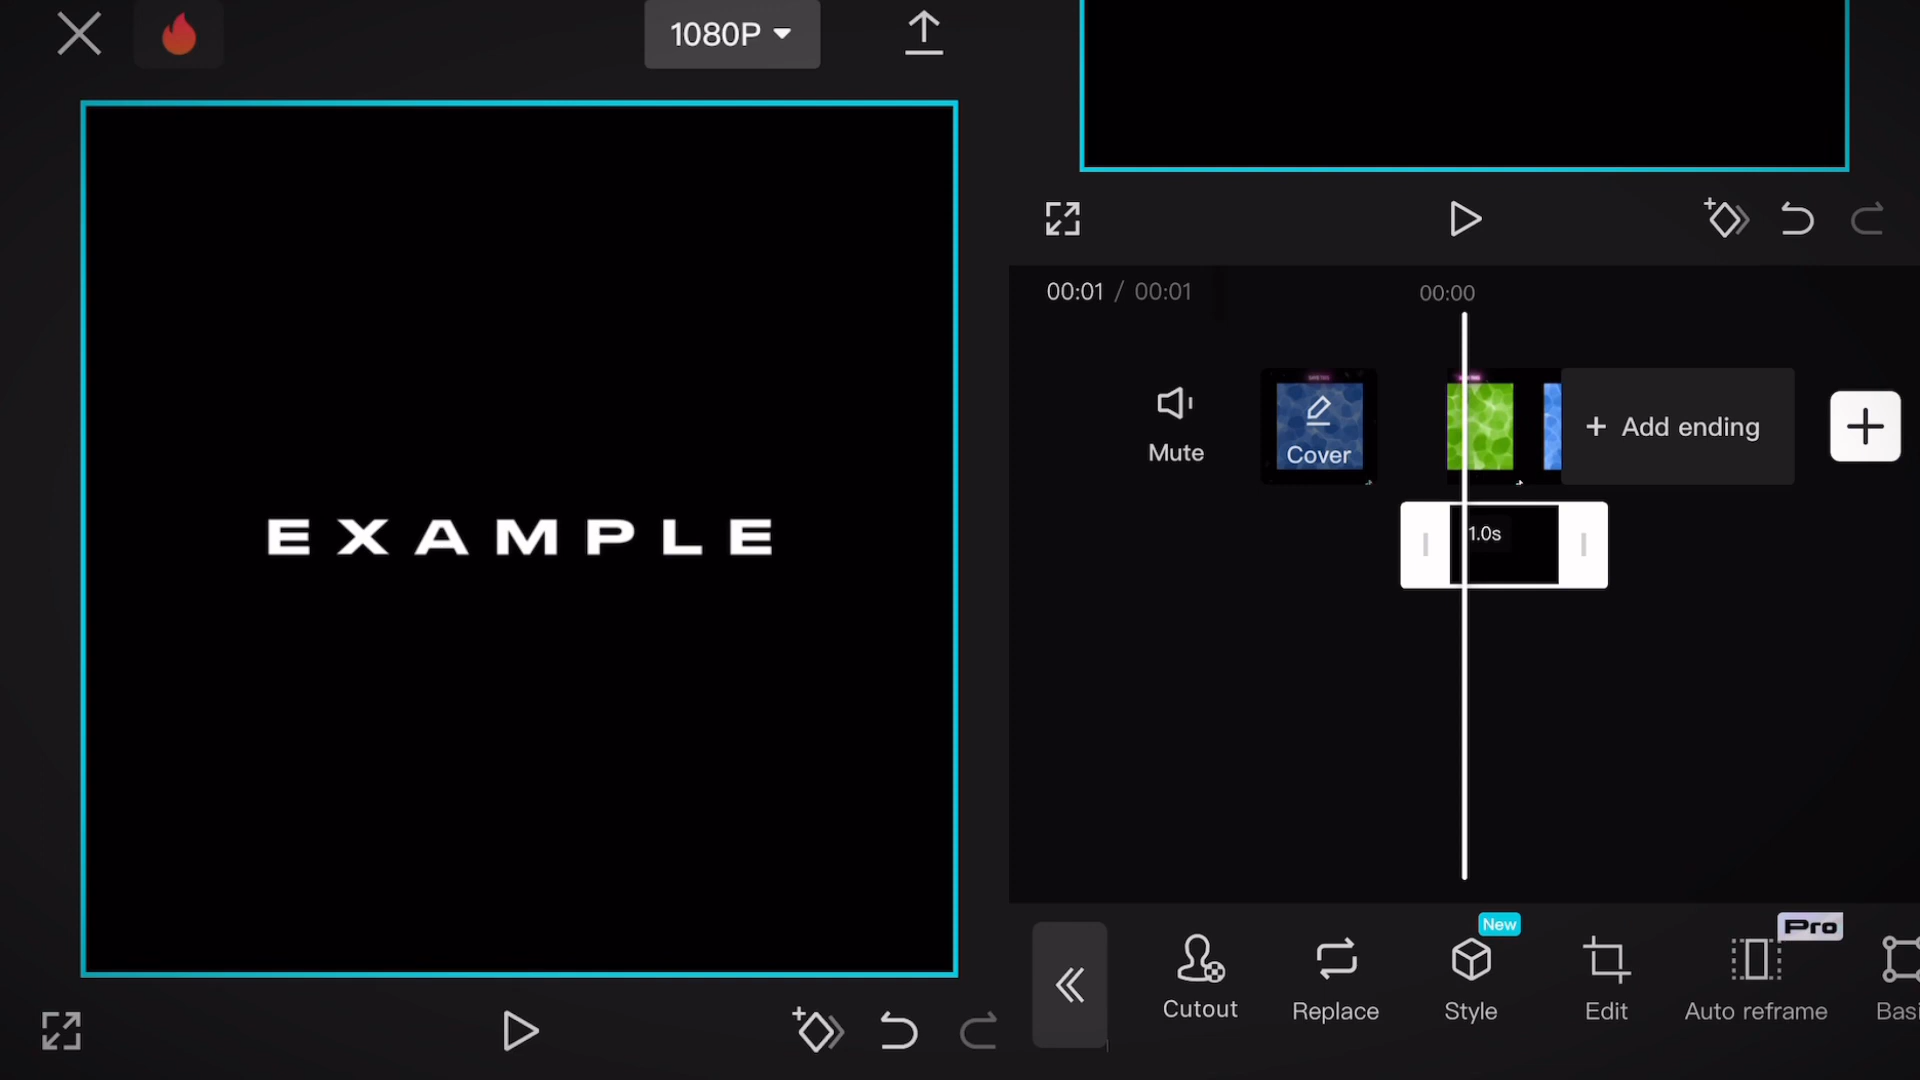 1080P
EXAMPLE
00:01 / 00:01
00:00
Mute
Cover
+ Add ending
1.0s
New
Pro
Cutout
Replace
Style
Edit
Auto reframe
Basi